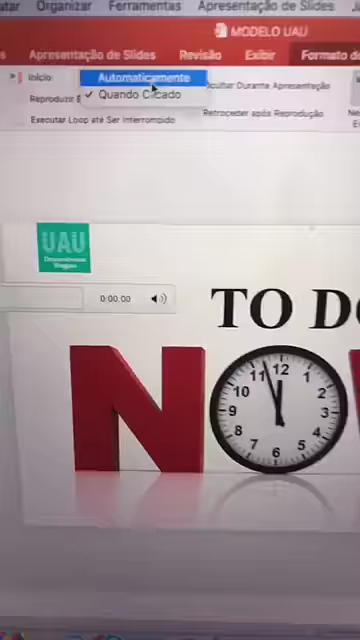 Organizar Ferramentas Apresentação de Slides
MODELO UAU
Apresentação de Slides Revisão Exibir Formato de
Início: Automaticamente
Quando Clicado
Ocultar Durante Apresentação
Reproduzir
Retroceder após Reprodução
Executar Loop até Ser Interrompido
UAU
0:00,00
TO DO
NOW
12
11 1
10 2
9 3
8 4
7 5
6